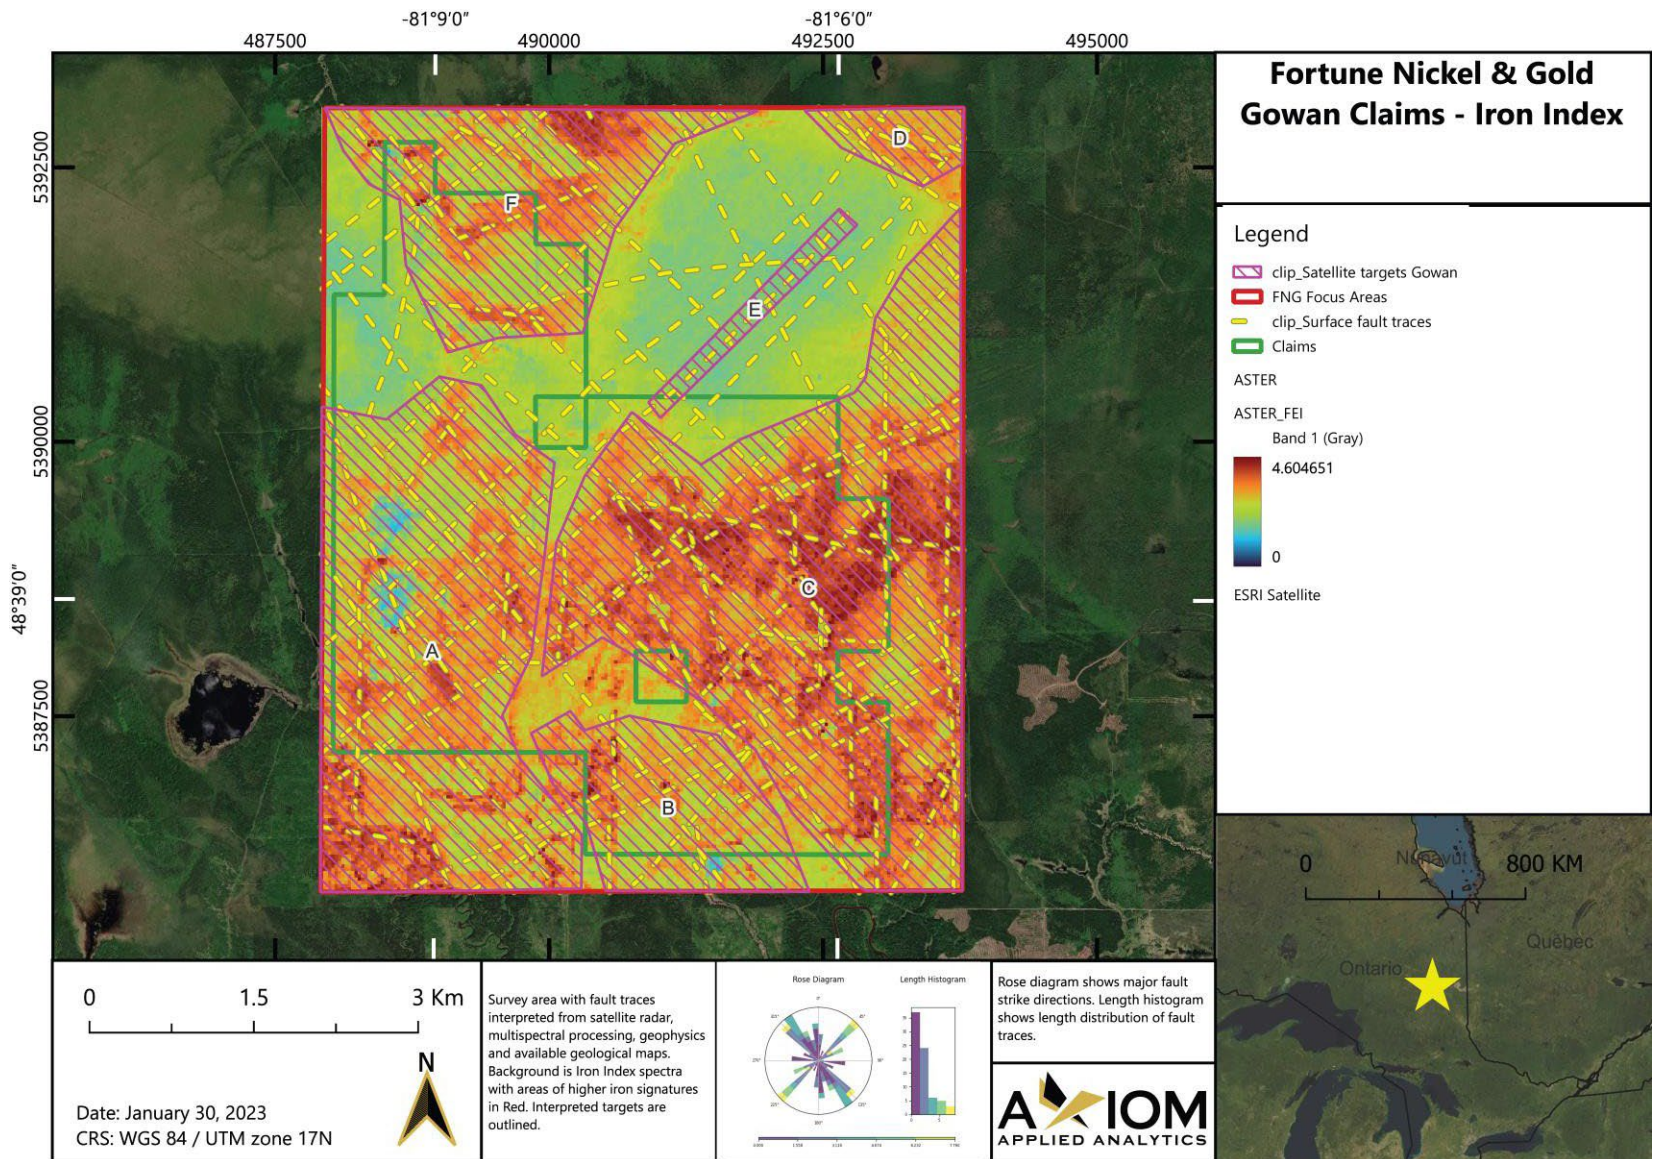 -81°9'0"
-81°6'0"
487500
490000
492500
495000
5392500
5390000
48°39'0"
5387500
D
F
E
C
A
B
Fortune Nickel & Gold
Gowan Claims - Iron Index
Legend
clip_Satellite targets Gowan
FNG Focus Areas
clip_Surface fault traces
Claims
ASTER
ASTER_FEI
Band 1 (Gray)
4.604651
0
ESRI Satellite
0
800 KM
Nunavut
Québec
Ontario
0
1.5
3 Km
N
Date: January 30, 2023
CRS: WGS 84 / UTM zone 17N
Survey area with fault traces
interpreted from satellite radar,
multispectral processing, geophysics
and available geological maps.
Background is Iron Index spectra
with areas of higher iron signatures
in Red. Interpreted targets are
outlined.
Rose Diagram
Length Histogram
Rose diagram shows major fault
strike directions. Length histogram
shows length distribution of fault
traces.
AXIOM
APPLIED ANALYTICS